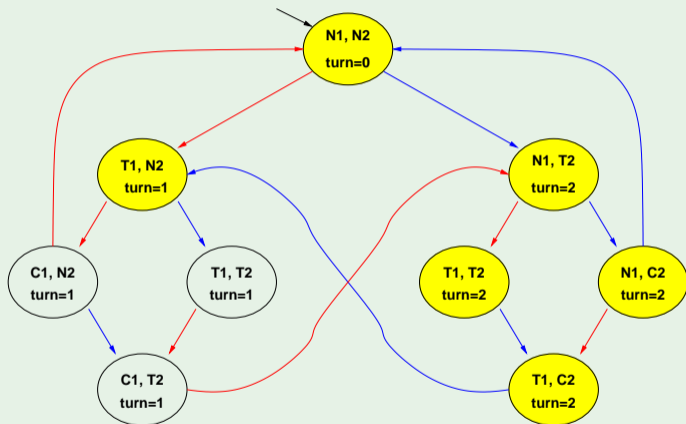 N1, N2
turn=0
T1, N2
turn=1
N1, T2
turn=2
C1, N2
turn=1
T1, T2
turn=1
T1, T2
turn=2
N1, C2
turn=2
C1, T2
turn=1
T1, C2
turn=2